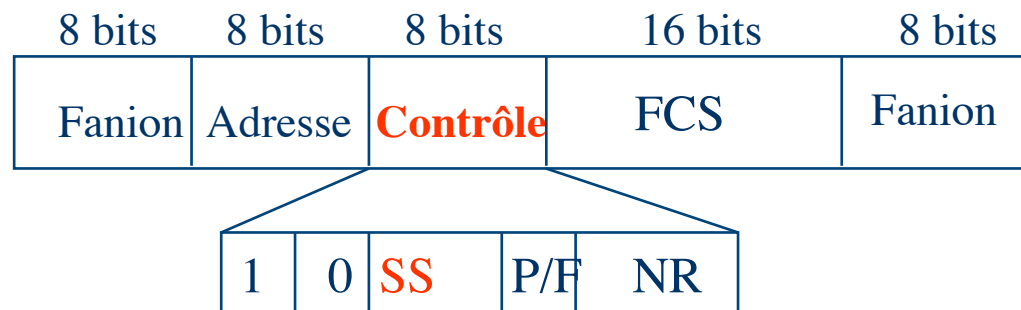 8 bits 8 bits 8 bits 16 bits 8 bits
Fanion Adresse Contrôle FCS Fanion
1 0 SS P/F NR